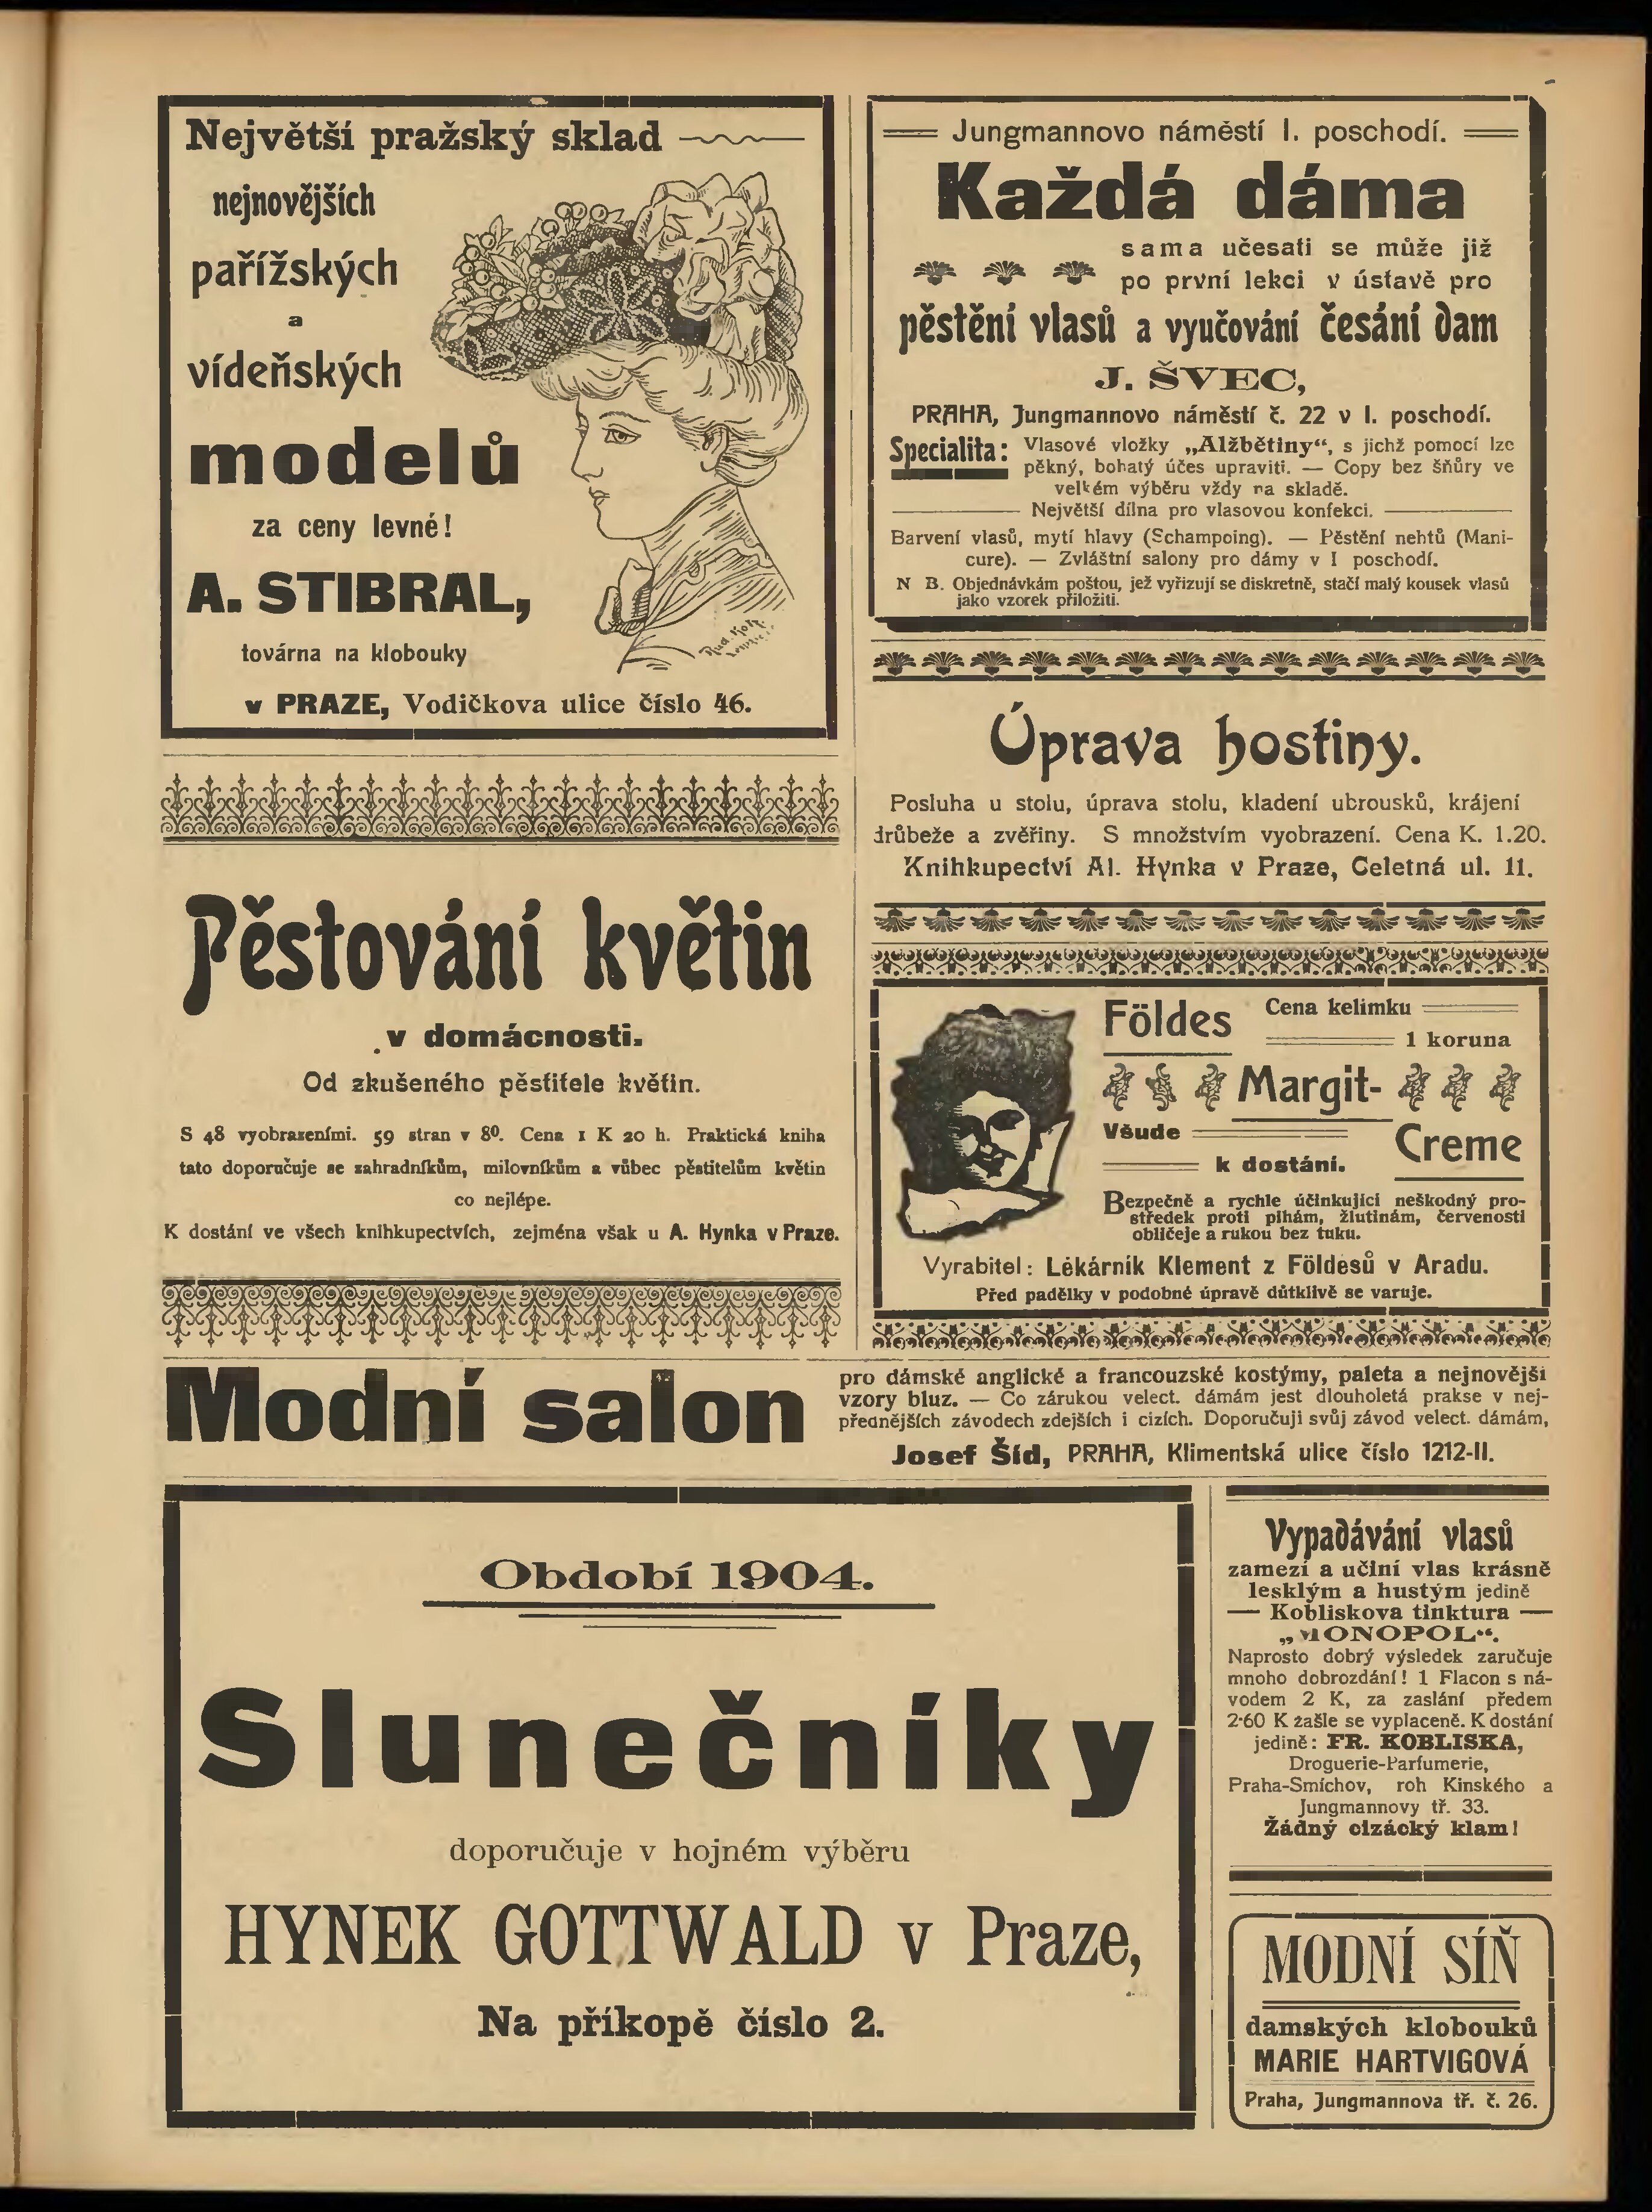 Největší pražský sklad
nejnovějších
pařížských
a
vídeňských
modelů
za ceny levné!
A. STIBRAL,
továrna na klobouky
v PRAZE, Vodičkova ulice číslo 46.
Pěstování květin
v domácnosti.
Od zkušeného pěstitele květin.
S 48 vyobrazeními. 59 stran v 8⁰. Cena 1 K 20 h. Praktická kniha
tato doporučuje se zahradníkům, milovníkům a vůbec pěstitelům květin
co nejlépe.
K dostání ve všech knihkupectvích, zejména však u A. Hynka v Praze.
Jungmannovo náměstí I. poschodí.
Každá dáma
sama učesati se může již
po první lekci v ústavě pro
pěstění vlasů a vyučování česání dam
J. ŠVEC,
PRAHA, Jungmannovo náměstí č. 22 v I. poschodí.
Specialita: Vlasové vložky „Alžbětiny“, s jichž pomocí lze
pěkný, bohatý účes upraviti. — Copy bez šňůry ve
velkém výběru vždy na skladě.
Největší dílna pro vlasovou konfekci.
Barvení vlasů, mytí hlavy (Schampoing). — Pěstění nehtů (Mani-
cure). — Zvláštní salony pro dámy v I poschodí.
N B. Objednávkám poštou, jež vyřizují se diskretně, stačí malý kousek vlasů
jako vzorek přiložiti.
Úprava hostiny.
Posluha u stolu, úprava stolu, kladení ubrousků, krájení
drůbeže a zvěřiny. S množstvím vyobrazení. Cena K. 1.20.
Knihkupectví Al. Hynka v Praze, Celetná ul. 11.
Földes Cena kelímku
1 koruna
Margit-
Všude
Creme
k dostání.
Bezpečně a rychle účinkující neškodný pro-
středek proti pihám, žlutinám, červenosti
obličeje a rukou bez tuku.
Vyrabitel: Lékárník Klement z Földesů v Aradu.
Před padělky v podobné úpravě důtklivě se varuje.
Modní salon
pro dámské anglické a francouzské kostýmy, paleta a nejnovější
vzory bluz. — Co zárukou velect. dámám jest dlouholetá prakse v nej-
přednějších závodech zdejších i cizích. Doporučuji svůj závod velect. dámám,
Josef Šíd, PRAHA, Klimentská ulice číslo 1212-II.
Období 1904.
Slunečníky
doporučuje v hojném výběru
HYNEK GOTTWALD v Praze,
Na příkopě číslo 2.
Vypadávání vlasů
zamezí a učiní vlas krásně
lesklým a hustým jedině
— Kobliskova tinktura —
„MONOPOL“.
Naprosto dobrý výsledek zaručuje
mnoho dobrozdání! 1 Flacon s ná-
vodem 2 K, za zaslání předem
2·60 K zašle se vyplaceně. K dostání
jedině: FR. KOBLISKA,
Droguerie-Parfumerie,
Praha-Smíchov, roh Kinského a
Jungmannovy tř. 33.
Žádný cizácký klam!
MODNÍ SÍŇ
damských klobouků
MARIE HARTVIGOVÁ
Praha, Jungmannova tř. č. 26.